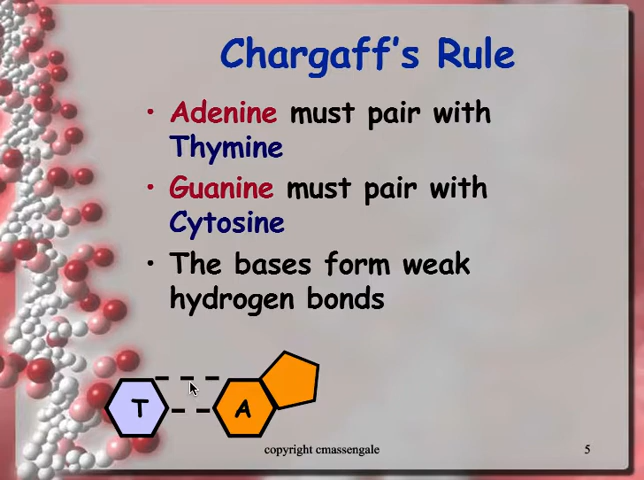 Chargaff's Rule
• Adenine must pair with
Thymine
• Guanine must pair with
Cytosine
• The bases form weak
hydrogen bonds
T A
copyright cmassengale 5